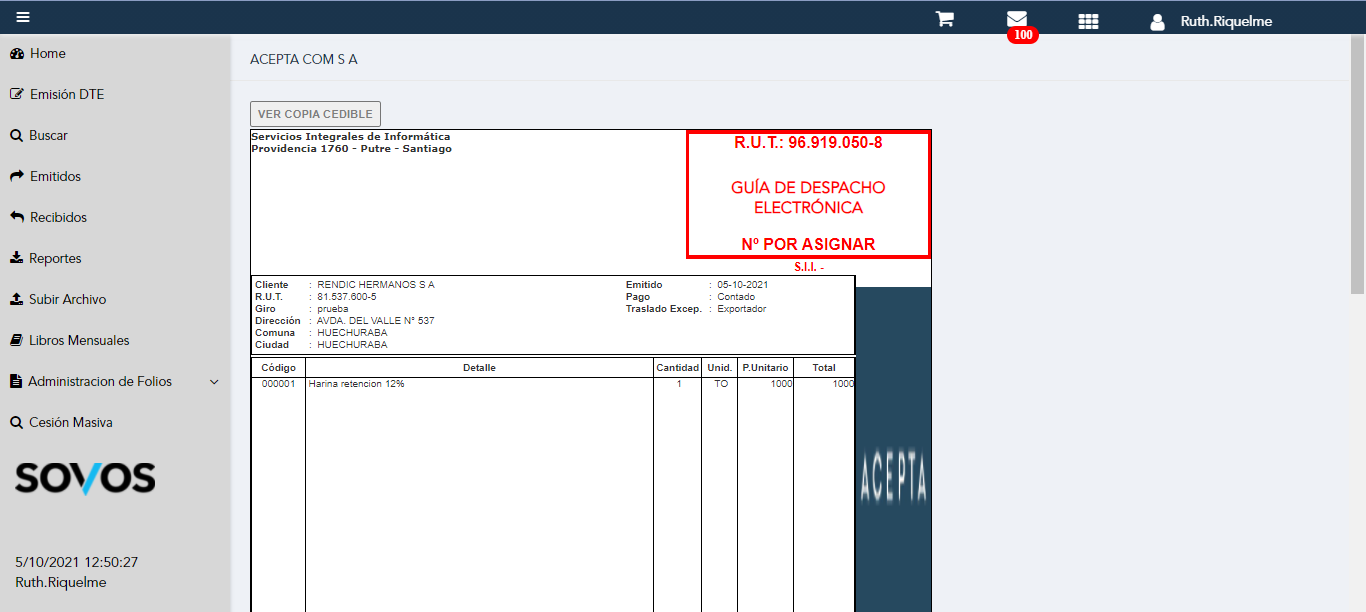 Ruth.Riquelme
100
Home
Emisión DTE
Buscar
Emitidos
Recibidos
Reportes
Subir Archivo
Libros Mensuales
Administracion de Folios
Cesión Masiva
SOVOS
5/10/2021 12:50:27
Ruth.Riquelme
ACEPTA COM S A
VER COPIA CEDIBLE
Servicios Integrales de Informática
Providencia 1760 - Putre - Santiago
R.U.T.: 96.919.050-8
GUÍA DE DESPACHO
ELECTRÓNICA
Nº POR ASIGNAR
S.I.I. -
Cliente : RENDIC HERMANOS S A Emitido : 05-10-2021
R.U.T. : 81.537.600-5 Pago : Contado
Giro : prueba Traslado Excep. : Exportador
Dirección : AVDA. DEL VALLE N° 537
Comuna : HUECHURABA
Ciudad : HUECHURABA
Código Detalle Cantidad Unid. P.Unitario Total
000001 Harina retencion 12% 1 TO 1000 1000
ACEPTA